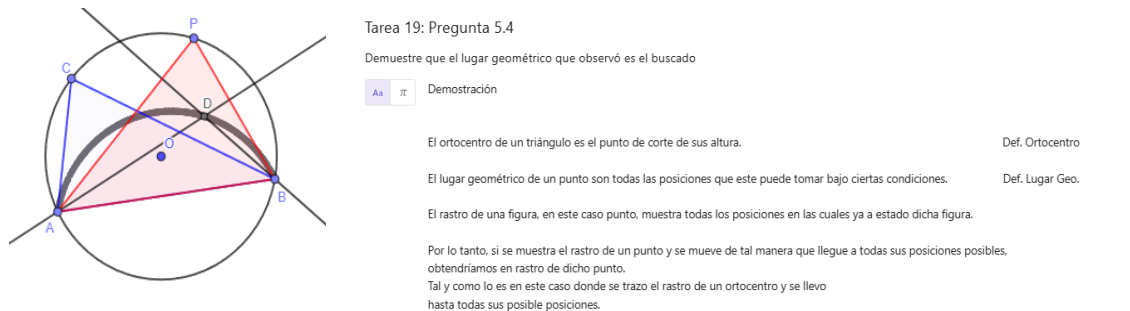 P
C
D
O
B
A
Tarea 19: Pregunta 5.4
Demuestre que el lugar geométrico que observó es el buscado
Aa π Demostración
El ortocentro de un triángulo es el punto de corte de sus altura. Def. Ortocentro
El lugar geométrico de un punto son todas las posiciones que este puede tomar bajo ciertas condiciones. Def. Lugar Geo.
El rastro de una figura, en este caso punto, muestra todas los posiciones en las cuales ya a estado dicha figura.
Por lo tanto, si se muestra el rastro de un punto y se mueve de tal manera que llegue a todas sus posiciones posibles,
obtendríamos en rastro de dicho punto.
Tal y como lo es en este caso donde se trazo el rastro de un ortocentro y se llevo
hasta todas sus posible posiciones.